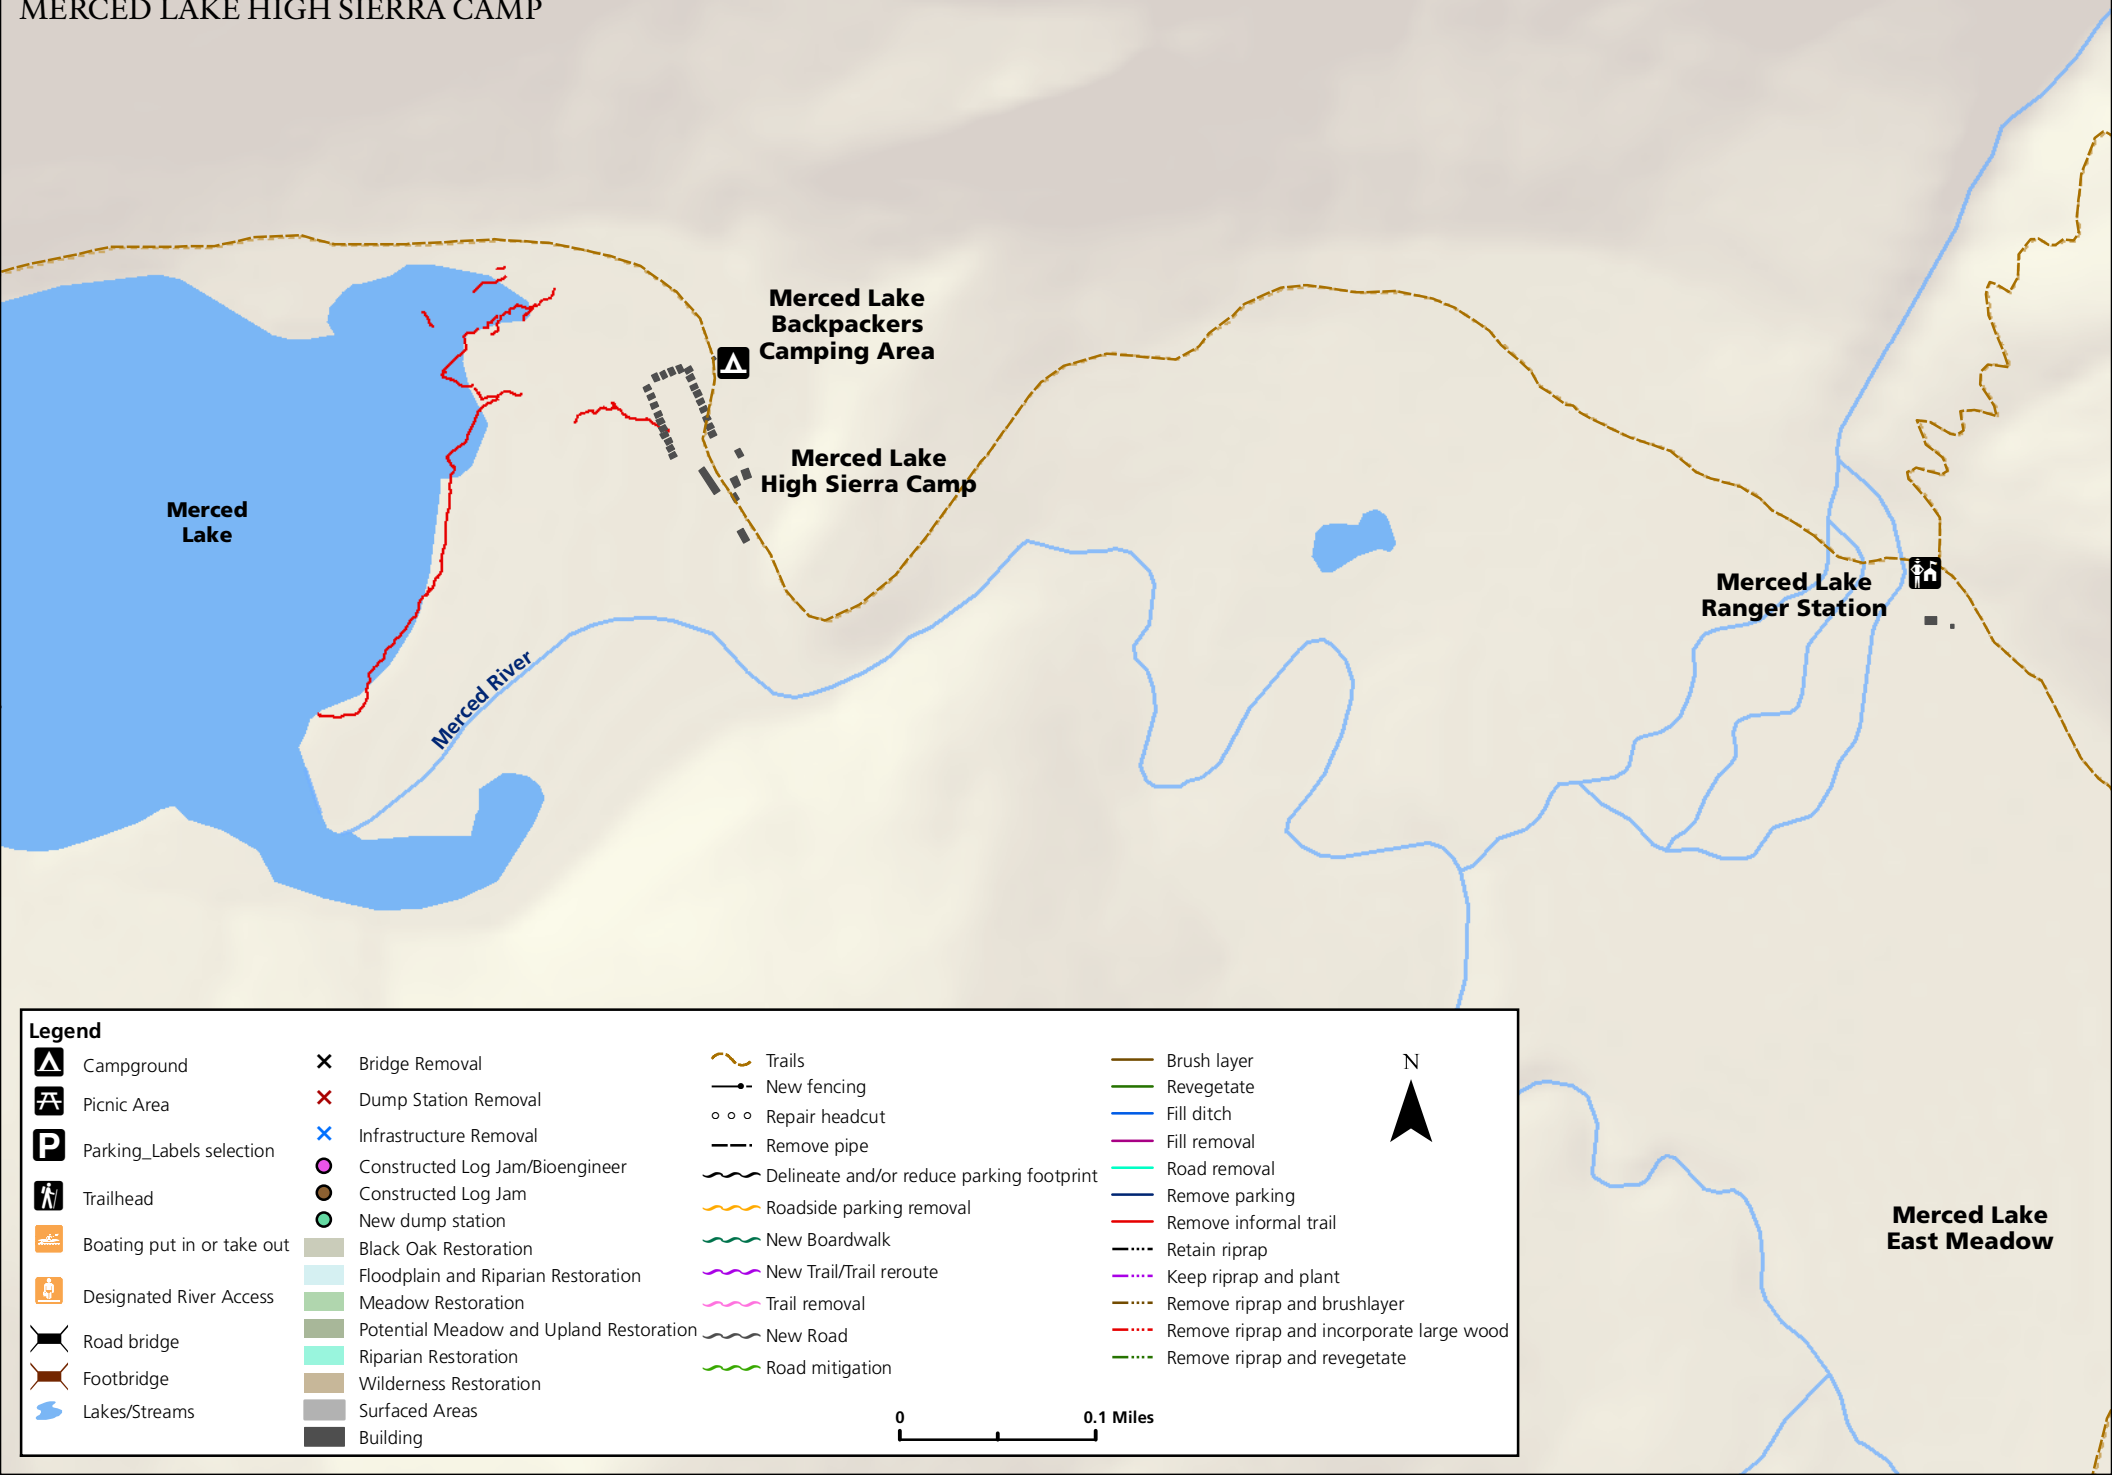 MERCED LAKE HIGH SIERRA CAMP
Merced Lake
Backpackers
Camping Area
Merced Lake
High Sierra Camp
Merced
Lake
Merced River
Merced Lake
Ranger Station
Merced Lake
East Meadow
Legend
Campground
Picnic Area
P
Parking_Labels selection
Trailhead
Boating put in or take out
Designated River Access
Road bridge
Footbridge
Lakes/Streams
Bridge Removal
Dump Station Removal
Infrastructure Removal
Constructed Log Jam/Bioengineer
Constructed Log Jam
New dump station
Black Oak Restoration
Floodplain and Riparian Restoration
Meadow Restoration
Potential Meadow and Upland Restoration
Riparian Restoration
Wilderness Restoration
Surfaced Areas
Building
Trails
New fencing
Repair headcut
Remove pipe
Delineate and/or reduce parking footprint
Roadside parking removal
New Boardwalk
New Trail/Trail reroute
Trail removal
New Road
Road mitigation
Brush layer
Revegetate
Fill ditch
Fill removal
Road removal
Remove parking
Remove informal trail
Retain riprap
Keep riprap and plant
Remove riprap and brushlayer
Remove riprap and incorporate large wood
Remove riprap and revegetate
N
0 0.1 Miles